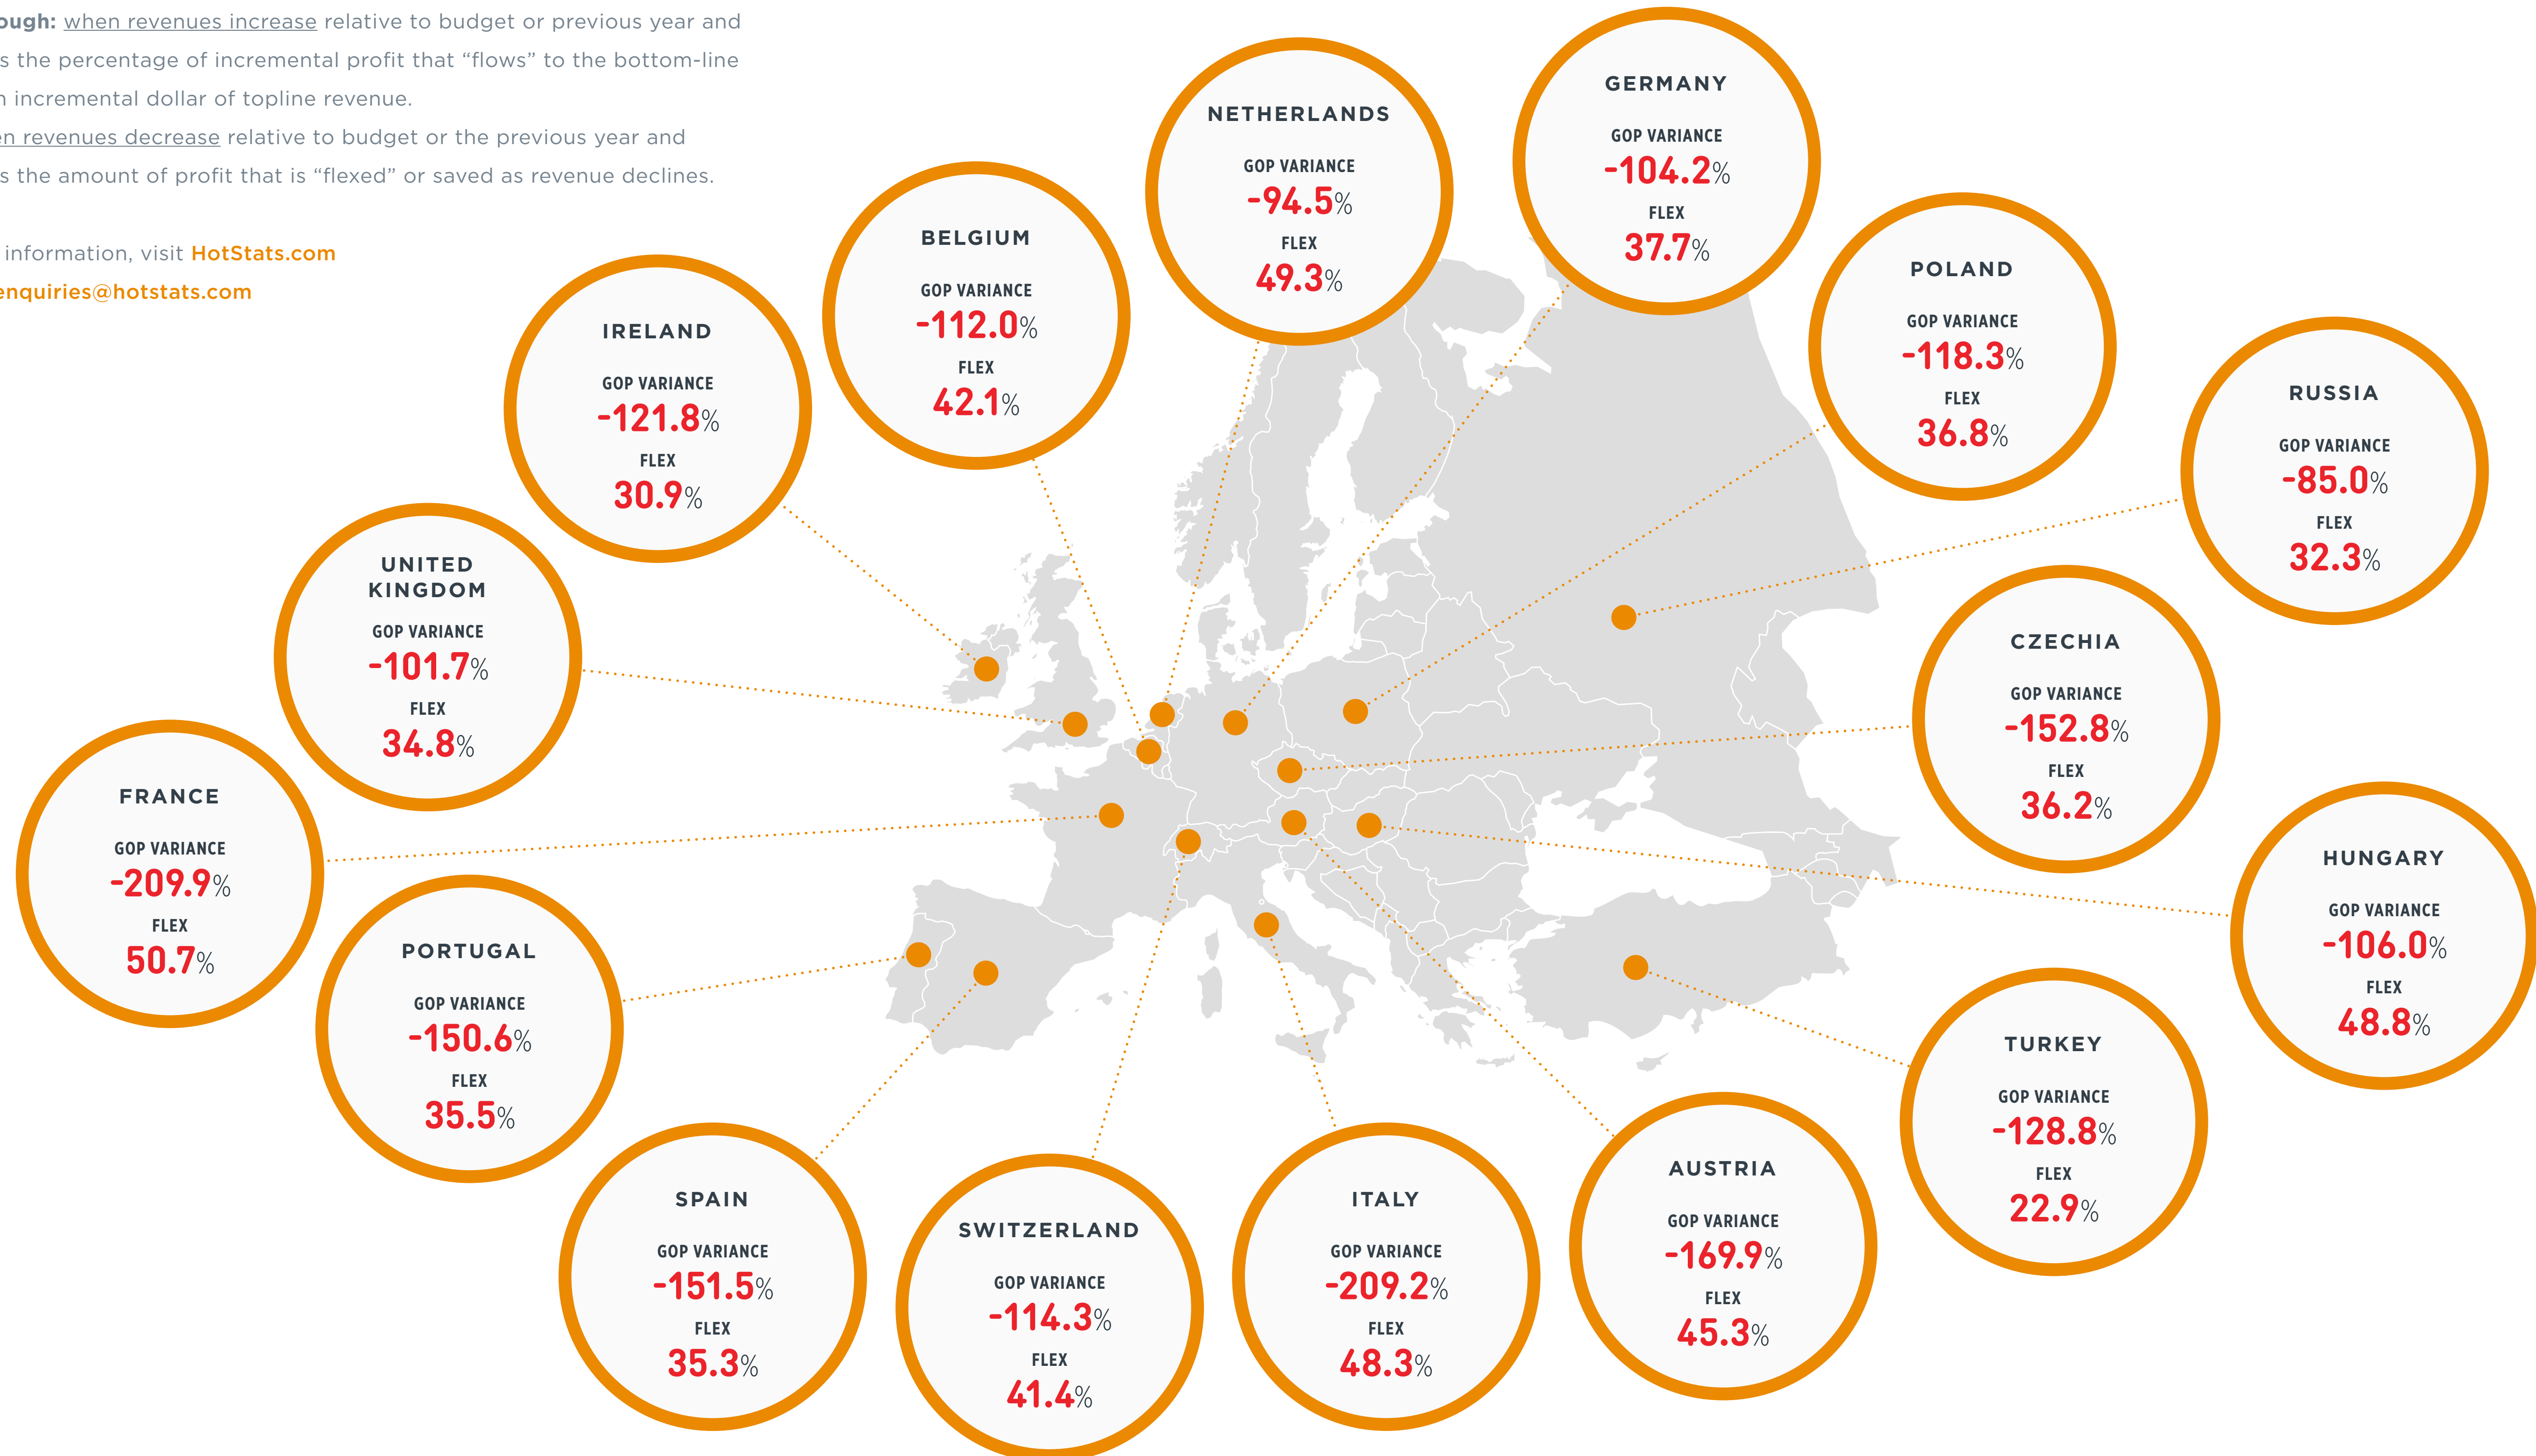 ough: when revenues increase relative to budget or previous year and
s the percentage of incremental profit that “flows” to the bottom-line
n incremental dollar of topline revenue.
en revenues decrease relative to budget or the previous year and
s the amount of profit that is “flexed” or saved as revenue declines.
information, visit HotStats.com
enquiries@hotstats.com
NETHERLANDS
GOP VARIANCE
-94.5%
FLEX
49.3%
GERMANY
GOP VARIANCE
-104.2%
FLEX
37.7%
BELGIUM
GOP VARIANCE
-112.0%
FLEX
42.1%
POLAND
GOP VARIANCE
-118.3%
FLEX
36.8%
IRELAND
GOP VARIANCE
-121.8%
FLEX
30.9%
RUSSIA
GOP VARIANCE
-85.0%
FLEX
32.3%
UNITED
KINGDOM
GOP VARIANCE
-101.7%
FLEX
34.8%
CZECHIA
GOP VARIANCE
-152.8%
FLEX
36.2%
FRANCE
GOP VARIANCE
-209.9%
FLEX
50.7%
HUNGARY
GOP VARIANCE
-106.0%
FLEX
48.8%
PORTUGAL
GOP VARIANCE
-150.6%
FLEX
35.5%
TURKEY
GOP VARIANCE
-128.8%
FLEX
22.9%
SPAIN
GOP VARIANCE
-151.5%
FLEX
35.3%
SWITZERLAND
GOP VARIANCE
-114.3%
FLEX
41.4%
ITALY
GOP VARIANCE
-209.2%
FLEX
48.3%
AUSTRIA
GOP VARIANCE
-169.9%
FLEX
45.3%